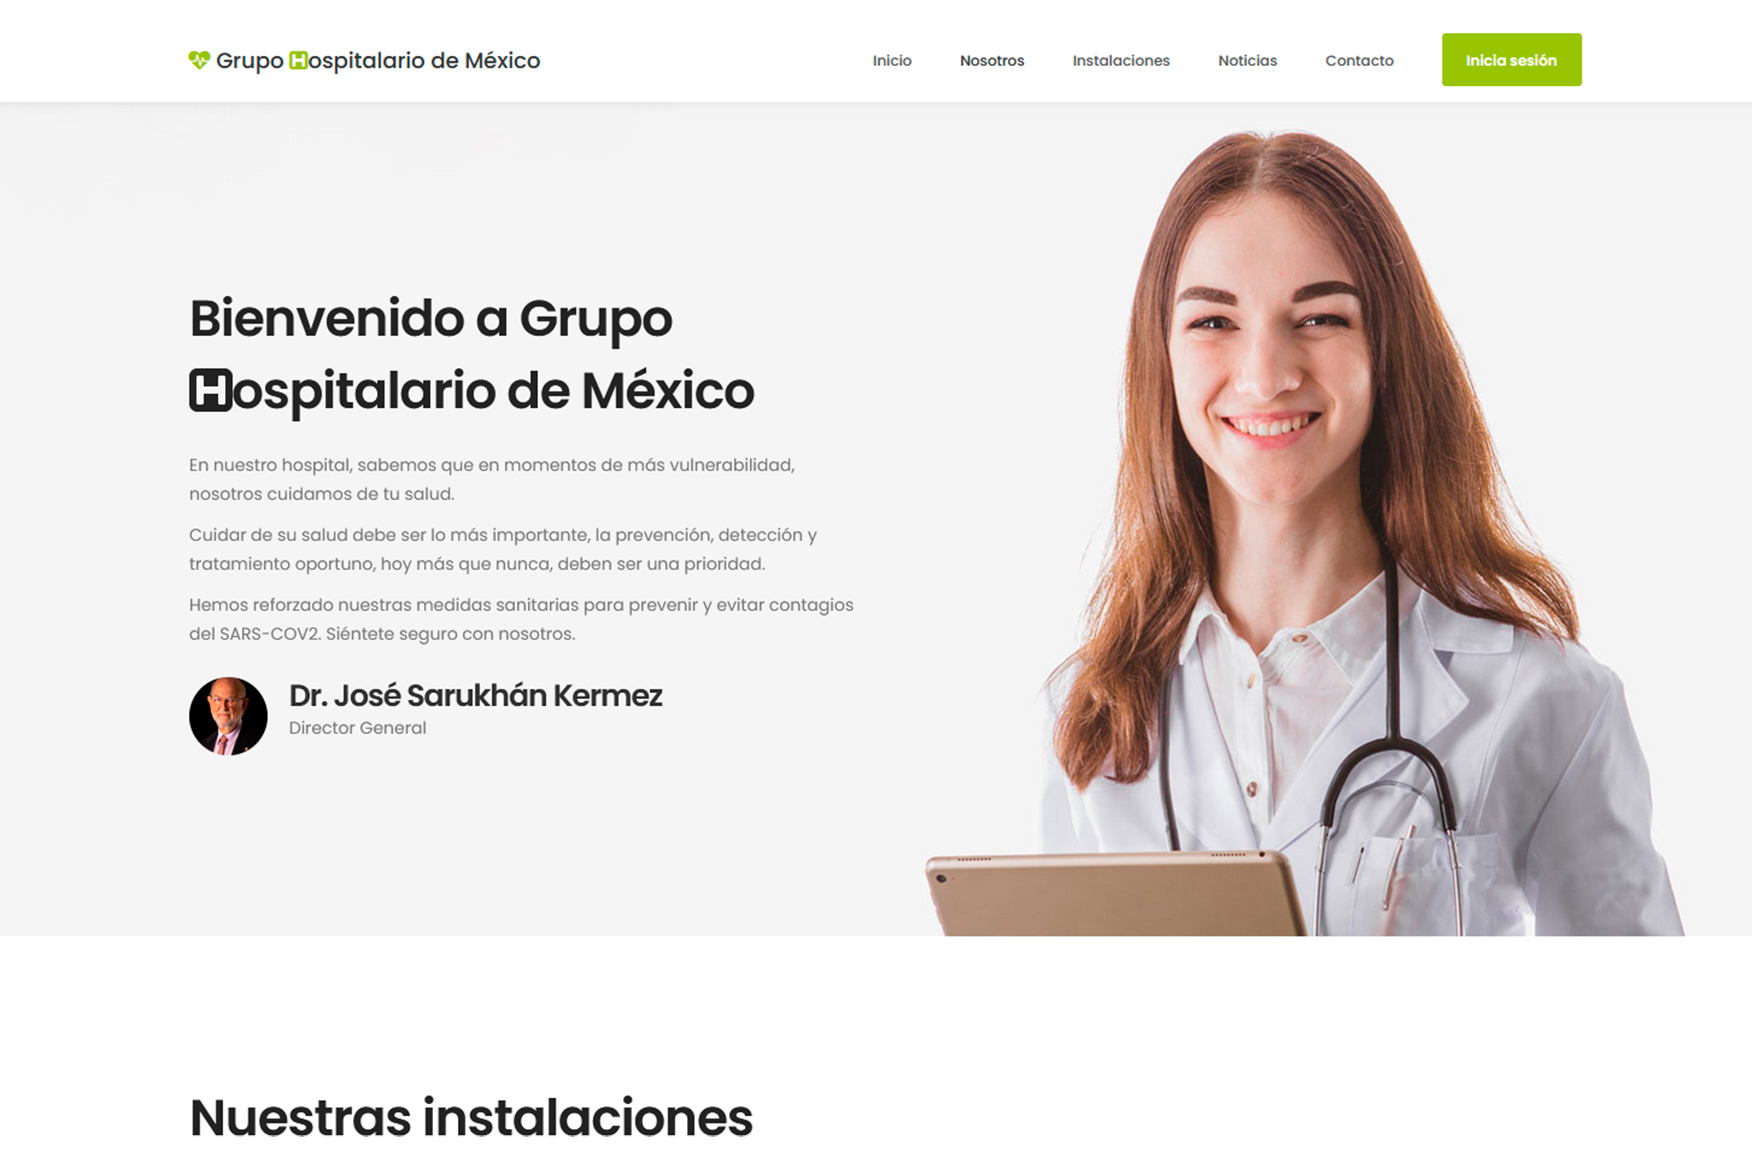 Grupo Hospitalario de México
Inicio
Nosotros
Instalaciones
Noticias
Contacto
Inicia sesión
Bienvenido a Grupo
Hospitalario de México
En nuestro hospital, sabemos que en momentos de más vulnerabilidad,
nosotros cuidamos de tu salud.
Cuidar de su salud debe ser lo más importante, la prevención, detección y
tratamiento oportuno, hoy más que nunca, deben ser una prioridad.
Hemos reforzado nuestras medidas sanitarias para prevenir y evitar contagios
del SARS-COV2. Siéntete seguro con nosotros.
Dr. José Sarukhán Kermez
Director General
Nuestras instalaciones